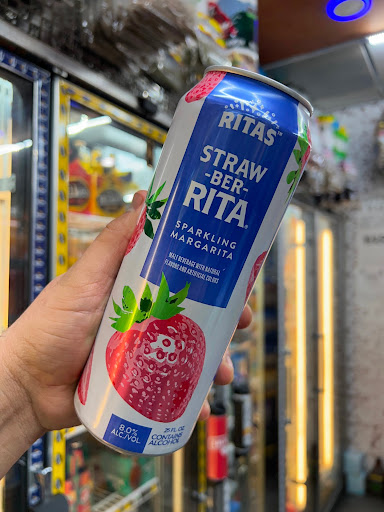 RITAS™
STRAW
-BER-
RITA®
SPARKLING
MARGARITA
MALT BEVERAGE WITH NATURAL
FLAVORS AND ARTIFICIAL COLORS
8.0%
ALC/VOL
25 FL OZ
CONTAINS
ALCOHOL